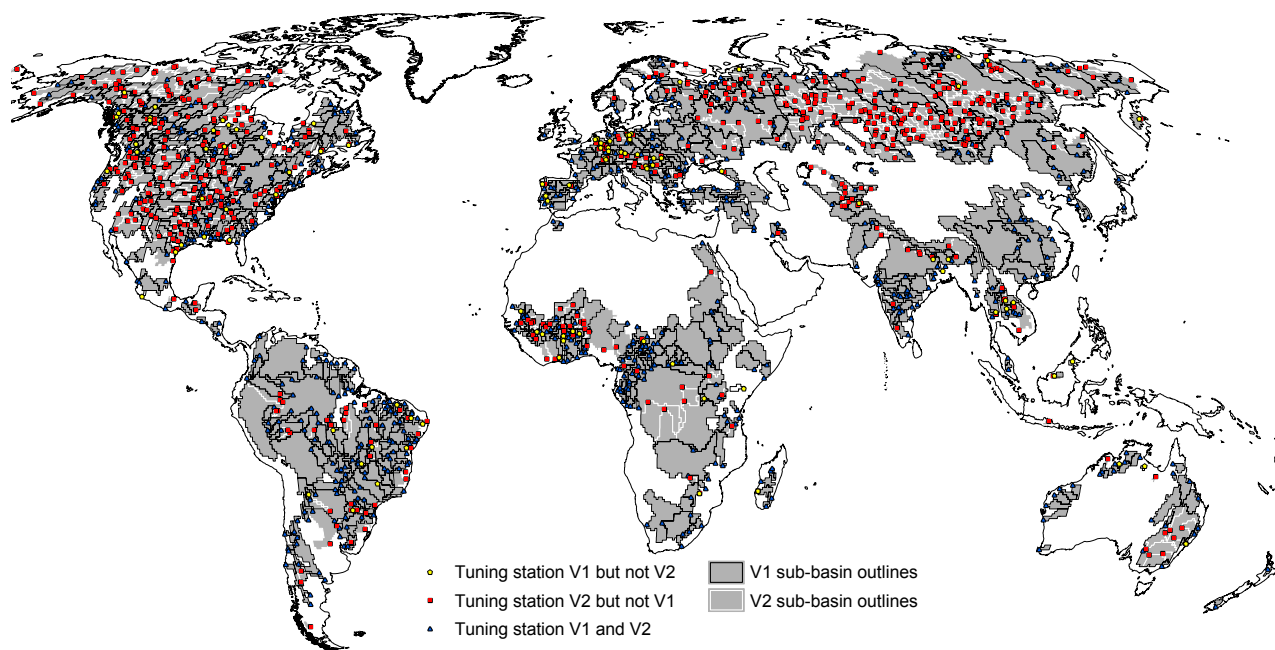 Tuning station V1 but not V2
Tuning station V2 but not V1
Tuning station V1 and V2
V1 sub-basin outlines
V2 sub-basin outlines